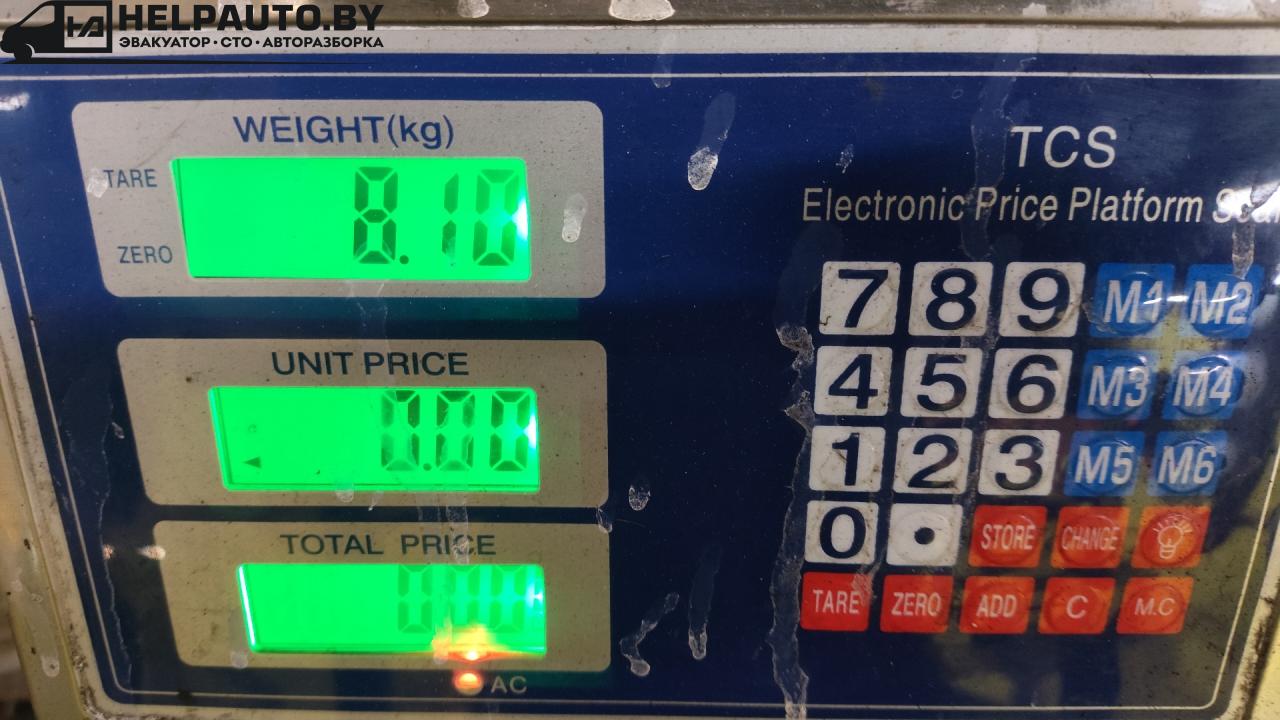 HELPAUTO.BY
ЭВАКУАТОР · СТО · АВТОРАЗБОРКА
WEIGHT(kg)
TARE
ZERO
8.10
UNIT PRICE
0.00
TOTAL PRICE
000
AC
TCS
Electronic Price Platform
7 8 9 M1 M2
4 5 6 M3 M4
1 2 3 M5 M6
0 • STORE CHANGE
TARE ZERO ADD C M.C